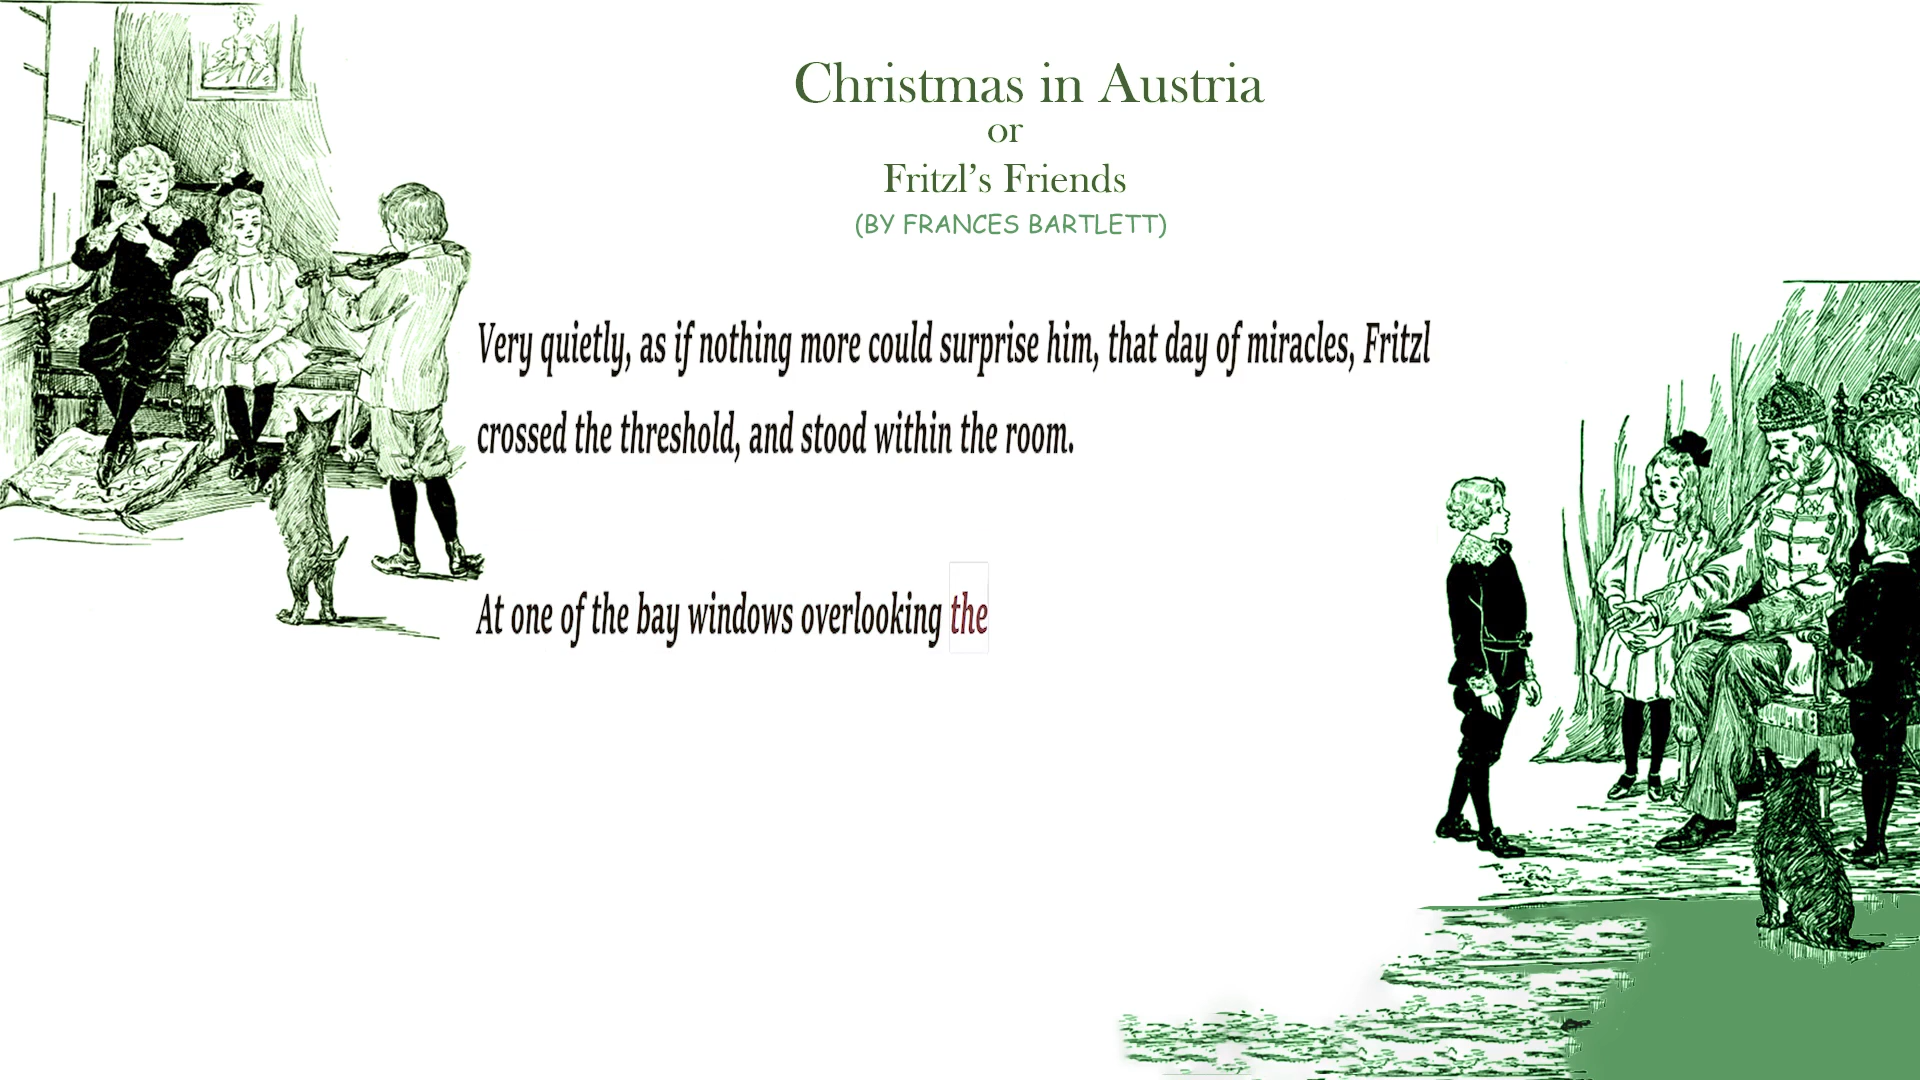 Christmas in Austria
or
Fritzl’s Friends
(BY FRANCES BARTLETT)
Very quietly, as if nothing more could surprise him, that day of miracles, Fritzl
crossed the threshold, and stood within the room.
At one of the bay windows overlooking the